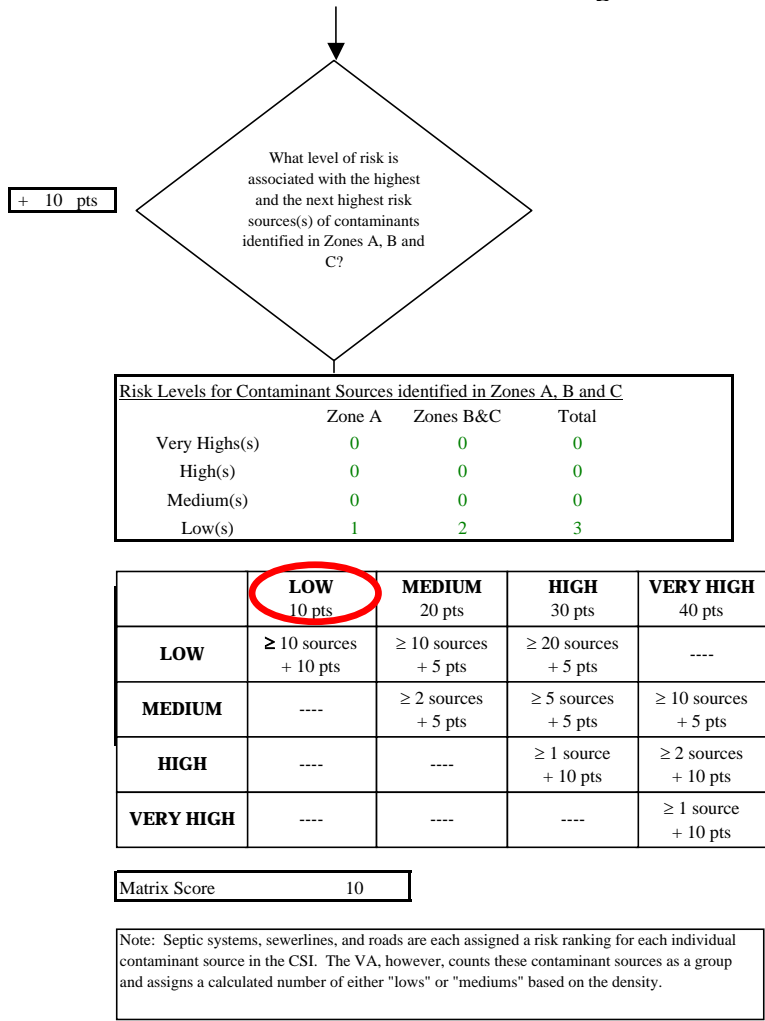 What level of risk is
associated with the highest
and the next highest risk
sources(s) of contaminants
identified in Zones A, B and
C?
+ 10 pts
Risk Levels for Contaminant Sources identified in Zones A, B and C
Zone A Zones B&C Total
Very Highs(s) 0 0 0
High(s) 0 0 0
Medium(s) 0 0 0
Low(s) 1 2 3
LOW MEDIUM HIGH VERY HIGH
10 pts 20 pts 30 pts 40 pts
LOW ≥ 10 sources + 10 pts ≥ 10 sources + 5 pts ≥ 20 sources + 5 pts ----
MEDIUM ---- ≥ 2 sources + 5 pts ≥ 5 sources + 5 pts ≥ 10 sources + 5 pts
HIGH ---- ---- ≥ 1 source + 10 pts ≥ 2 sources + 10 pts
VERY HIGH ---- ---- ---- ≥ 1 source + 10 pts
Matrix Score 10
Note: Septic systems, sewerlines, and roads are each assigned a risk ranking for each individual
contaminant source in the CSI. The VA, however, counts these contaminant sources as a group
and assigns a calculated number of either "lows" or "mediums" based on the density.